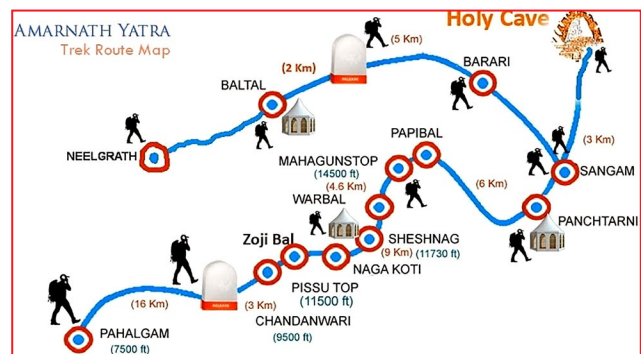 AMARNATH YATRA
Trek Route Map
Holy Cave
(5 Km)
(2 Km)
BALTAL
BARARI
NEELGRATH
PAPIBAL
(3 Km)
MAHAGUNSTOP
(14500 ft)
(4.6 Km)
SANGAM
(6 Km)
WARBAL
PANCHTARNI
Zoji Bal
SHESHNAG
(9 Km) (11730 ft)
NAGA KOTI
PISSU TOP
(11500 ft)
(16 Km)
(3 Km)
CHANDANWARI
(9500 ft)
PAHALGAM
(7500 ft)